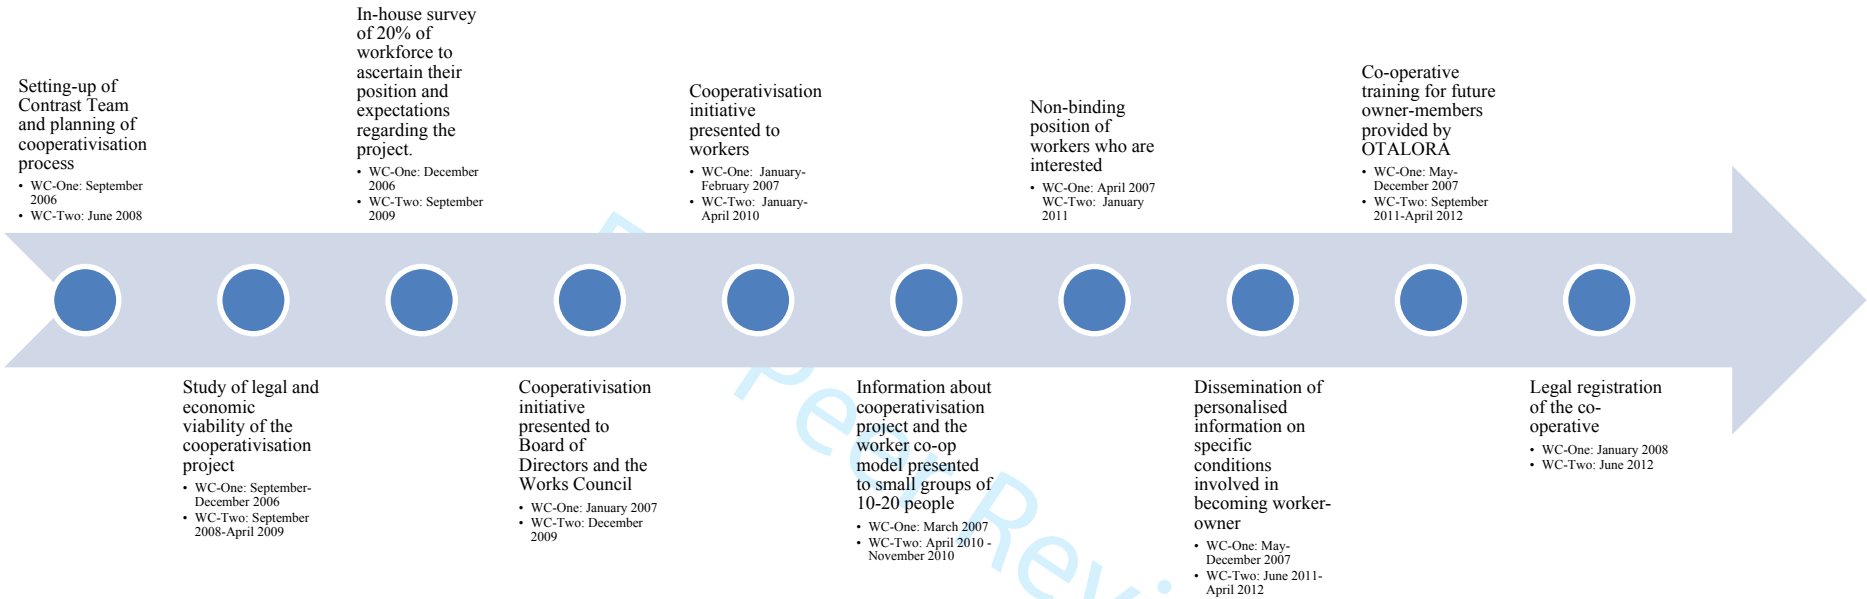 Setting-up of
Contrast Team
and planning of
cooperativisation
process
• WC-One: September
2006
• WC-Two: June 2008
Study of legal and
economic
viability of the
cooperativisation
project
• WC-One: September-
December 2006
• WC-Two: September
2008-April 2009
In-house survey
of 20% of
workforce to
ascertain their
position and
expectations
regarding the
project.
• WC-One: December
2006
• WC-Two: September
2009
Cooperativisation
initiative
presented to
Board of
Directors and the
Works Council
• WC-One: January 2007
• WC-Two: December
2009
Cooperativisation
initiative
presented to
workers
• WC-One: January-
February 2007
• WC-Two: January-
April 2010
Information about
cooperativisation
project and the
worker co-op
model presented
to small groups of
10-20 people
• WC-One: March 2007
• WC-Two: April 2010 -
November 2010
Non-binding
position of
workers who are
interested
• WC-One: April 2007
WC-Two: January
2011
Dissemination of
personalised
information on
specific
conditions
involved in
becoming worker-
owner
• WC-One: May-
December 2007
• WC-Two: June 2011-
April 2012
Co-operative
training for future
owner-members
provided by
OTALORA
• WC-One: May-
December 2007
• WC-Two: September
2011-April 2012
Legal registration
of the co-
operative
• WC-One: January 2008
• WC-Two: June 2012
Peer Revi